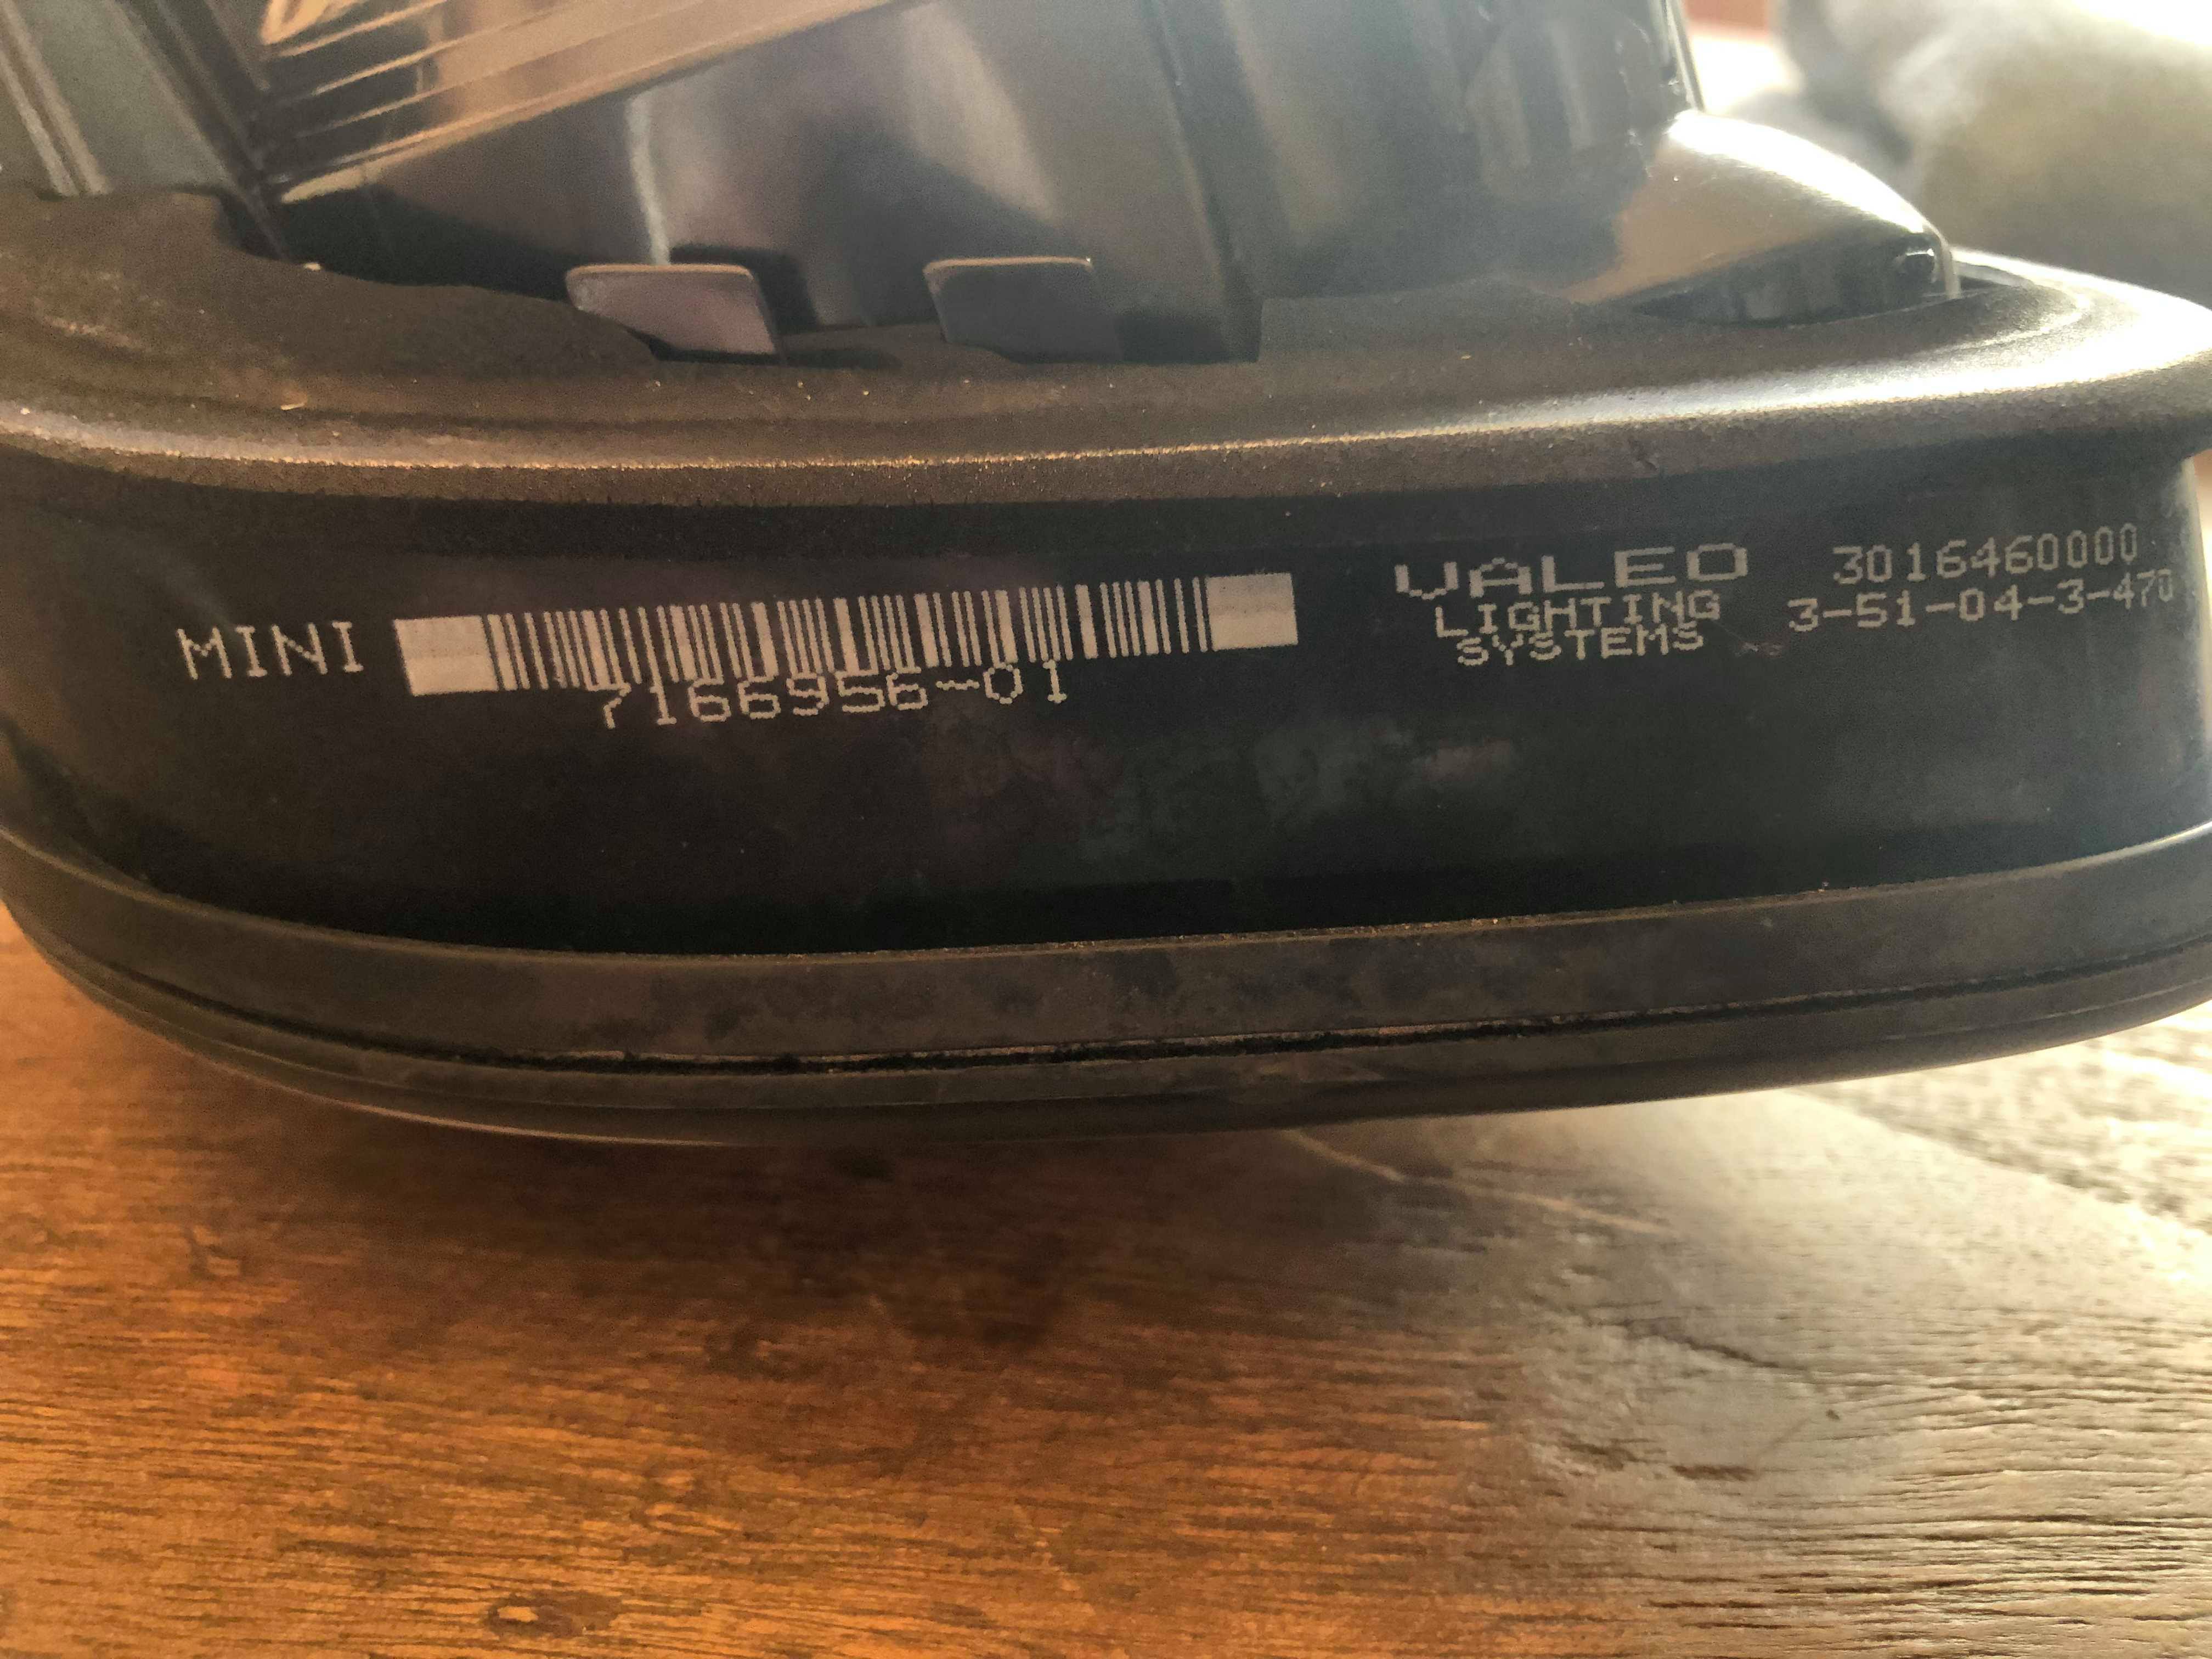 MINI
7166956-01
VALEO
LIGHTING
SYSTEMS
3016460000
3-51-04-3-470